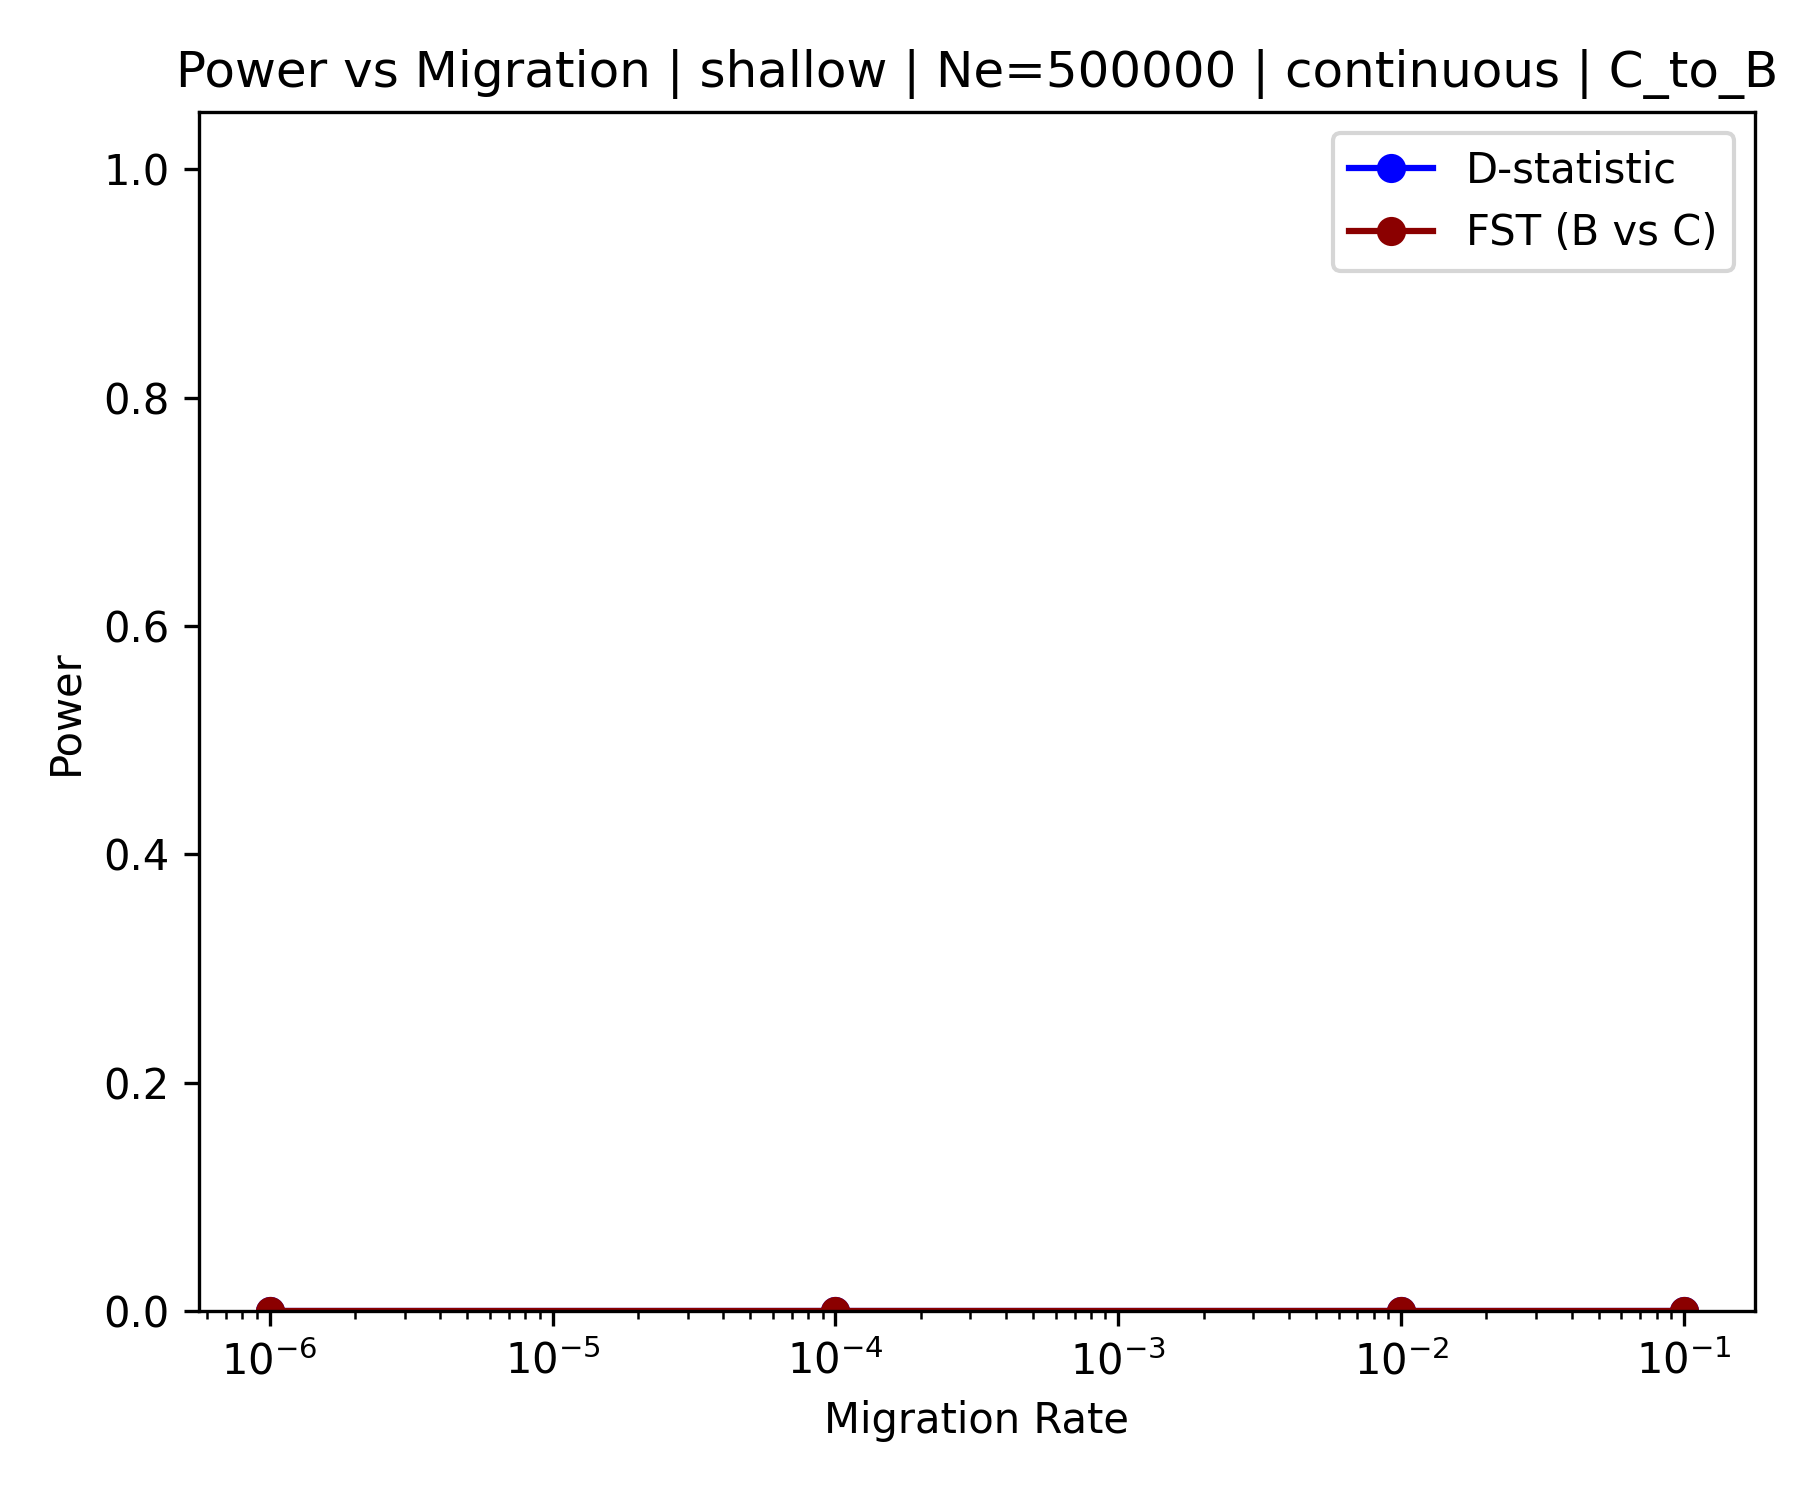 Power vs Migration | shallow | Ne=500000 | continuous | C_to_B
D-statistic
FST (B vs C)
1.0
0.8
0.6
0.4
0.2
0.0
Power
10⁻⁶ 10⁻⁵ 10⁻⁴ 10⁻³ 10⁻² 10⁻¹
Migration Rate